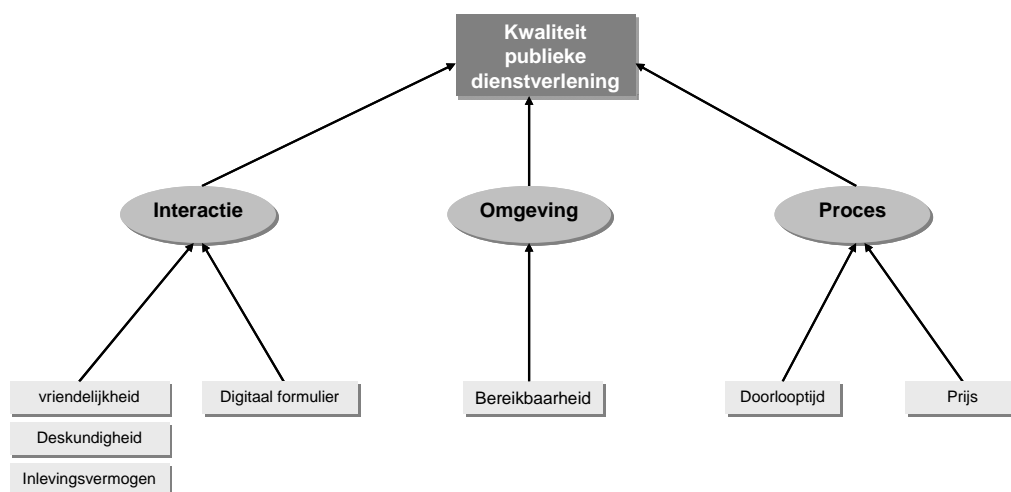 Kwaliteit
publieke
dienstverlening
Interactie
Omgeving
Proces
vriendelijkheid
Digitaal formulier
Bereikbaarheid
Doorlooptijd
Prijs
Deskundigheid
Inlevingsvermogen